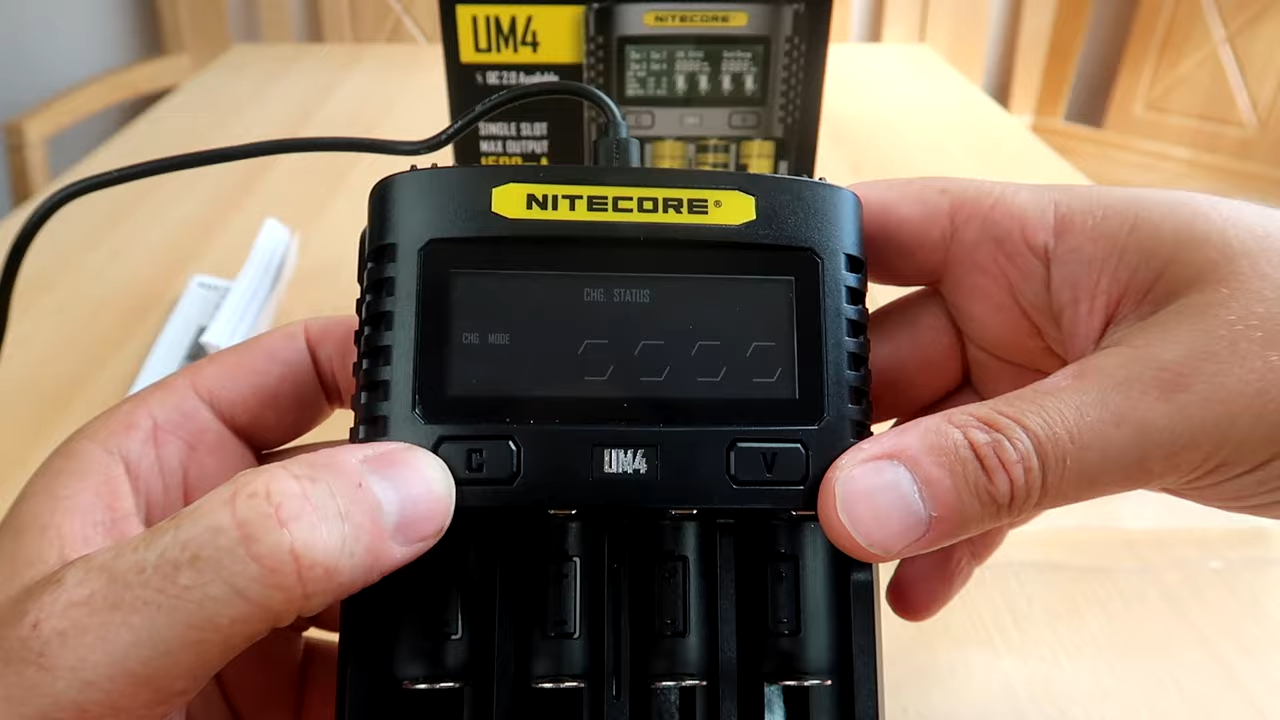 UM4
NITECORE
QC 2.0 Available
SINGLE SLOT
MAX OUTPUT
NITECORE®
CHG. STATUS
CHG MODE
C
UM4
V